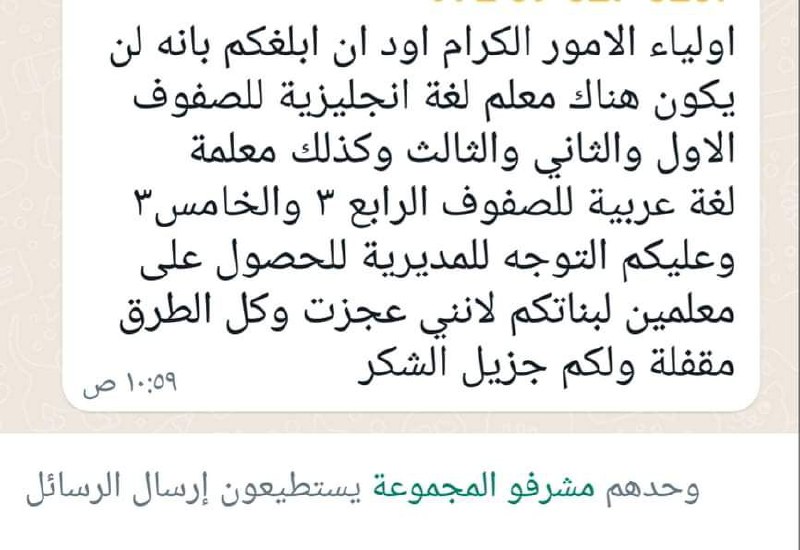 اولياء الامور الكرام اود ان ابلغكم بانه لن
يكون هناك معلم لغة انجليزية للصفوف
الاول والثاني والثالث وكذلك معلمة
لغة عربية للصفوف الرابع ٣ والخامس٣
وعليكم التوجه للمديرية للحصول على
معلمين لبناتكم لانني عجزت وكل الطرق
مقفلة ولكم جزيل الشكر
١٠:٥٩ ص
وحدهم مشرفو المجموعة يستطيعون إرسال الرسائل